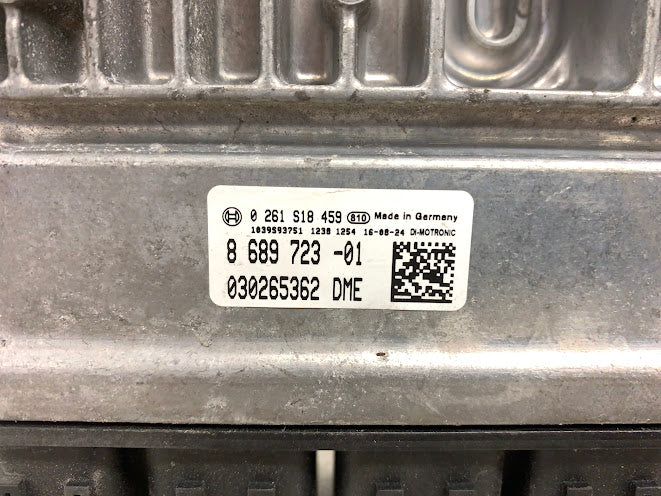 0 261 S18 459 810 Made in Germany
1039S93751 1238 1254 16-08-24 DI-MOTRONIC
8 689 723 -01
030265362 DME